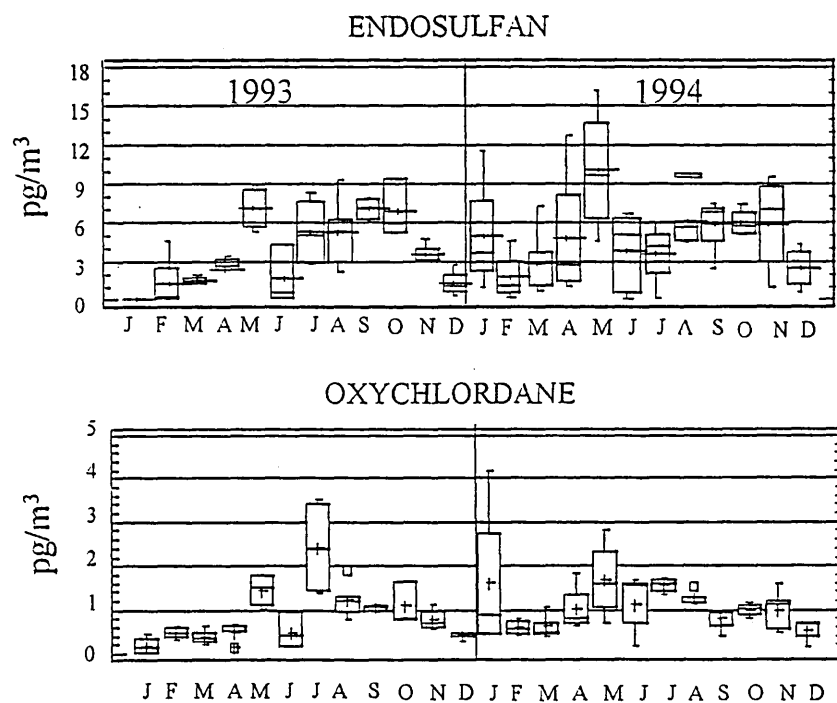 ENDOSULFAN
18
15
12
9
6
3
0
pg/m³
1993
1994
J F M A M J J A S O N D J F M A M J J Λ S O N D
OXYCHLORDANE
5
4
3
2
1
0
pg/m³
J F M A M J J A S O N D J F M A M J J A S O N D